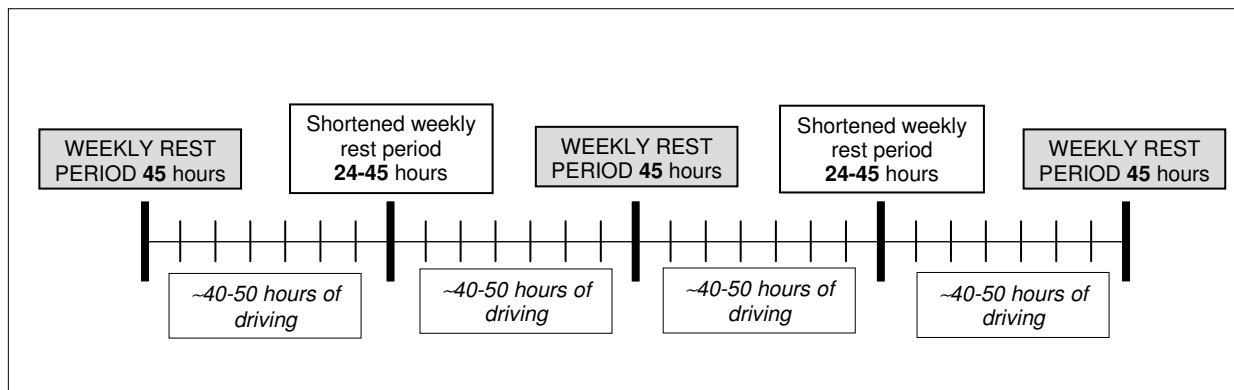 WEEKLY REST
PERIOD 45 hours
Shortened weekly
rest period
24-45 hours
WEEKLY REST
PERIOD 45 hours
Shortened weekly
rest period
24-45 hours
WEEKLY REST
PERIOD 45 hours
~40-50 hours of
driving
~40-50 hours of
driving
~40-50 hours of
driving
~40-50 hours of
driving